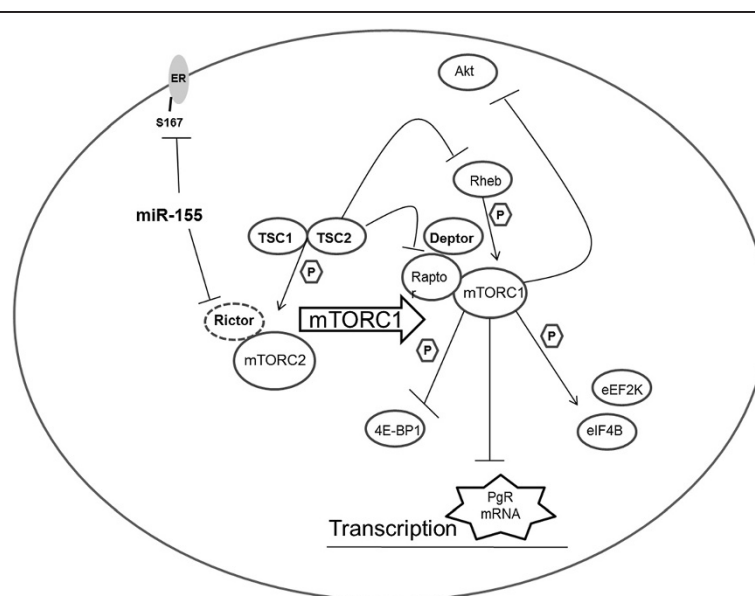 ER
S167
miR-155
Akt
Rheb
P
TSC1
TSC2
Deptor
P
Rapto
r
mTORC1
Rictor
mTORC1
mTORC2
P
P
4E-BP1
eEF2K
eIF4B
PgR
mRNA
Transcription